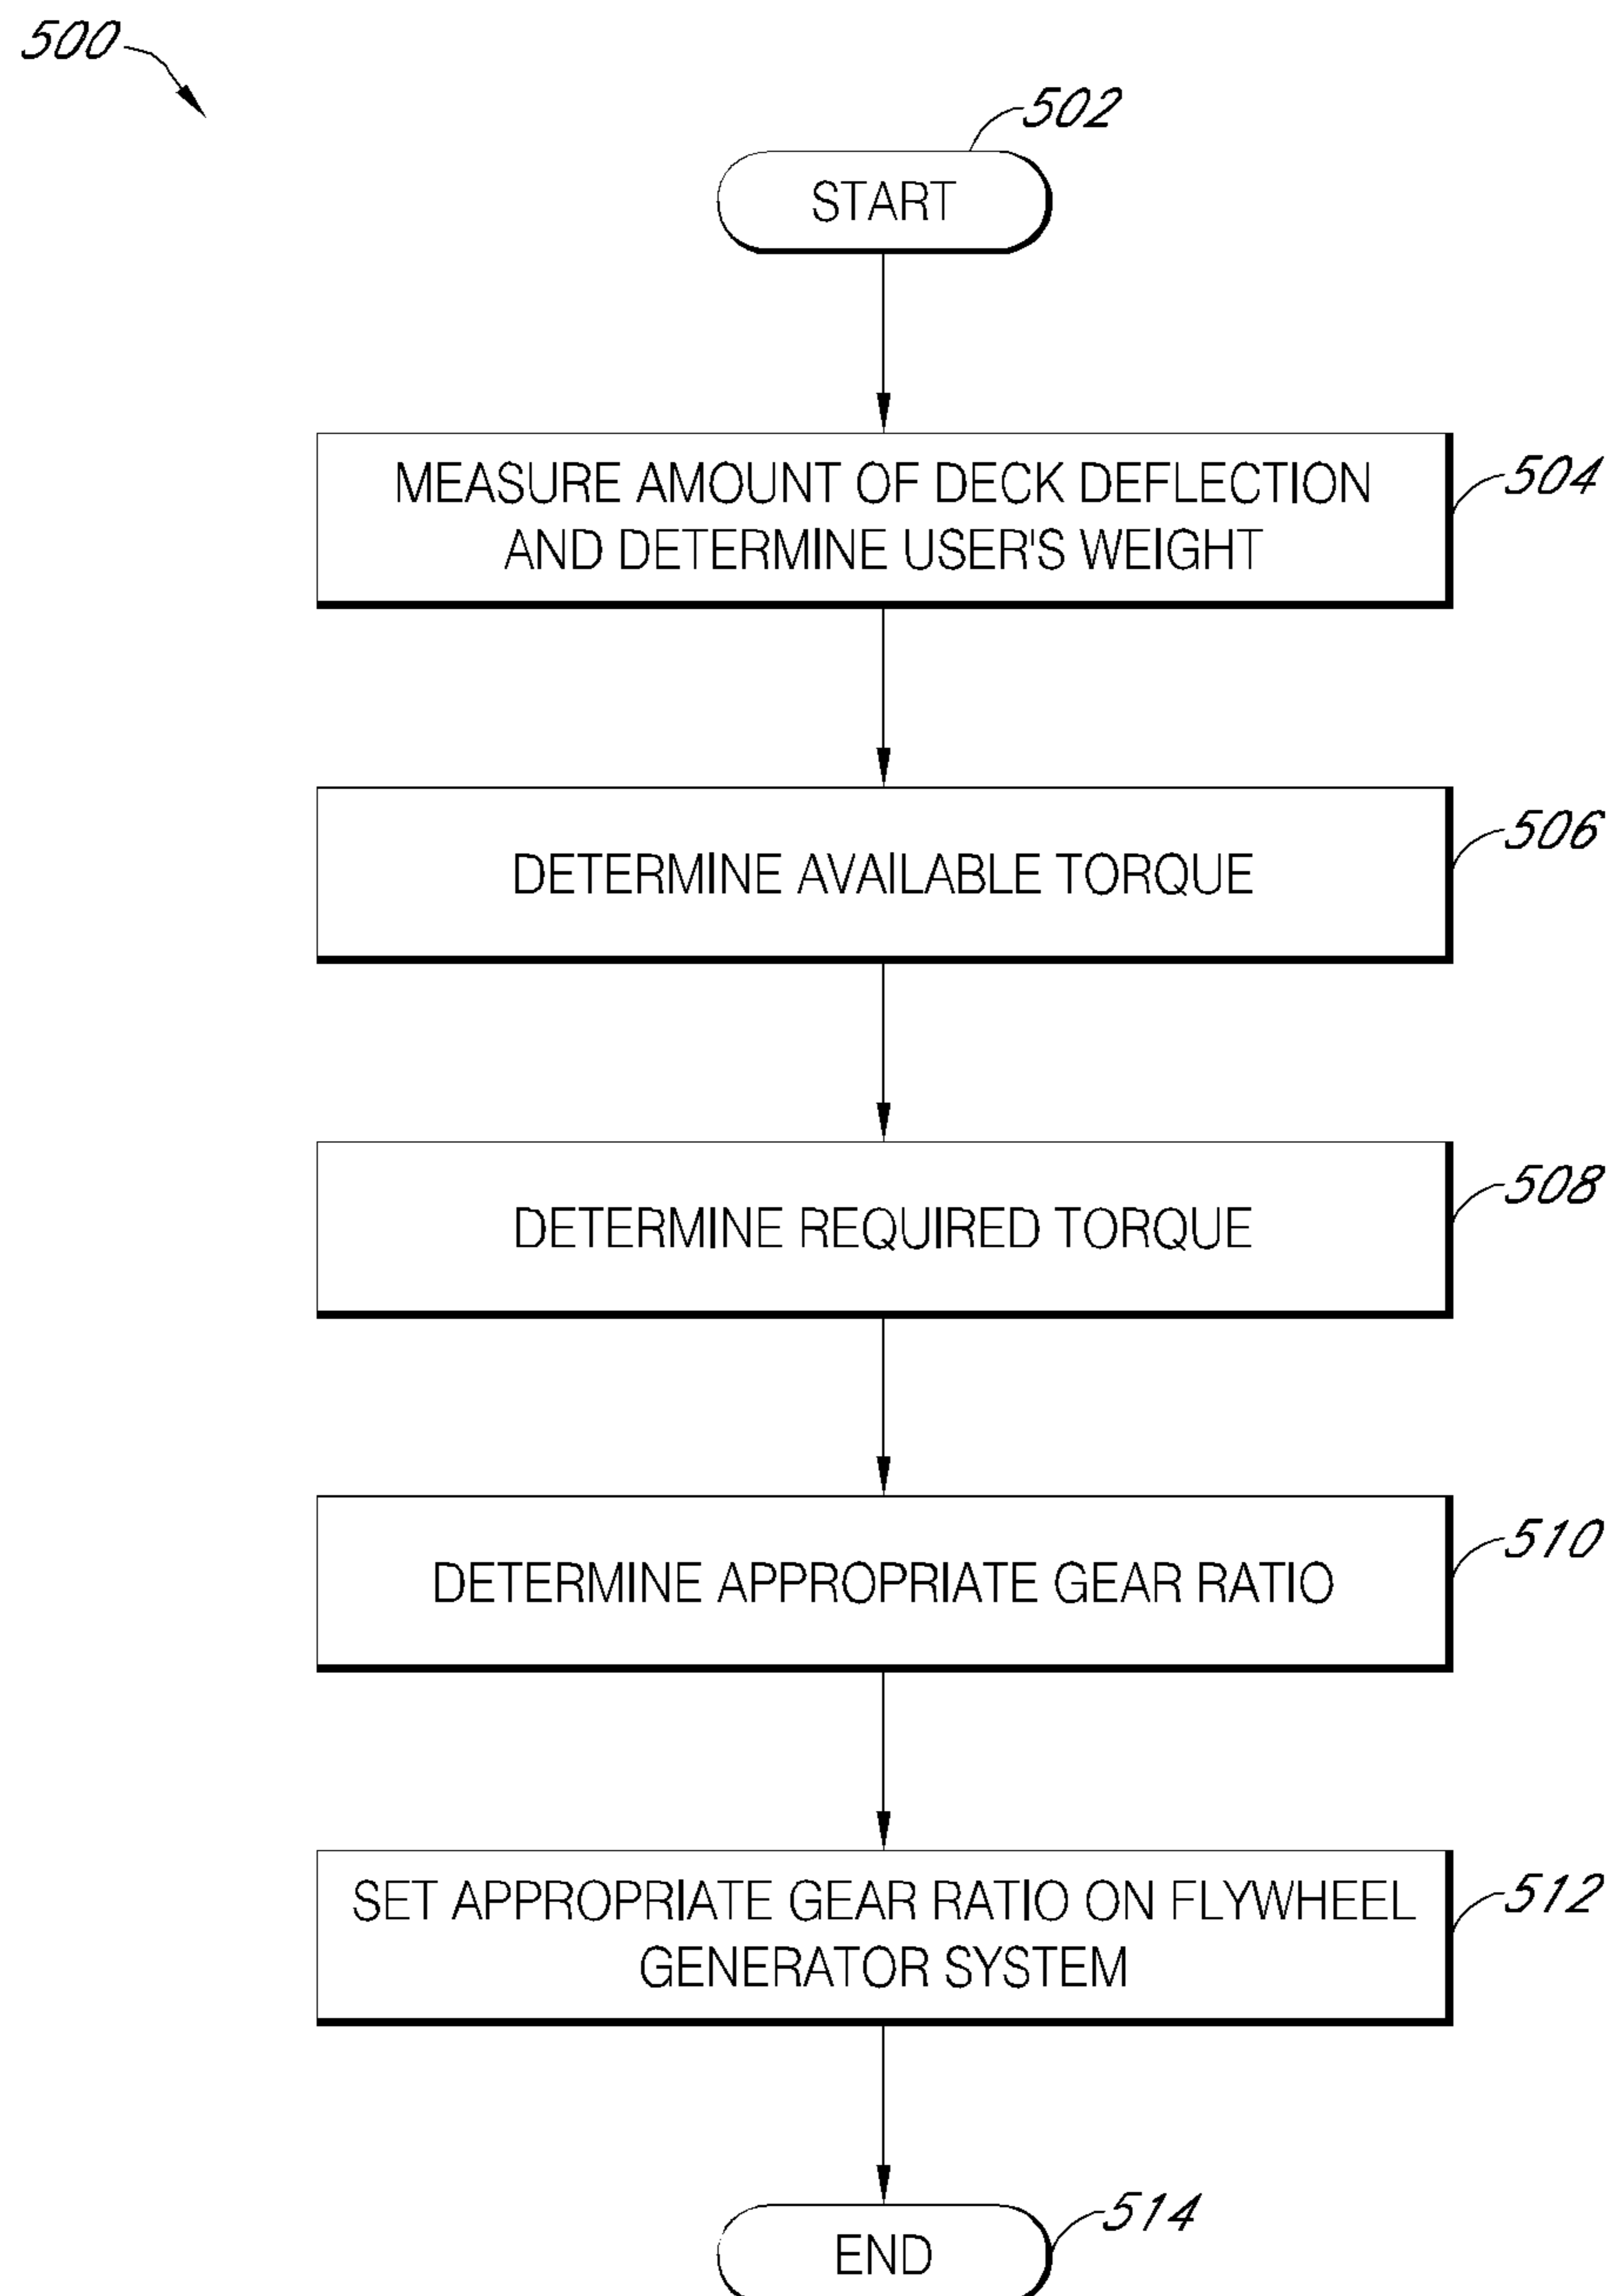 500
502
START
MEASURE AMOUNT OF DECK DEFLECTION
AND DETERMINE USER'S WEIGHT
504
DETERMINE AVAILABLE TORQUE
506
DETERMINE REQUIRED TORQUE
508
DETERMINE APPROPRIATE GEAR RATIO
510
SET APPROPRIATE GEAR RATIO ON FLYWHEEL
GENERATOR SYSTEM
512
END
514